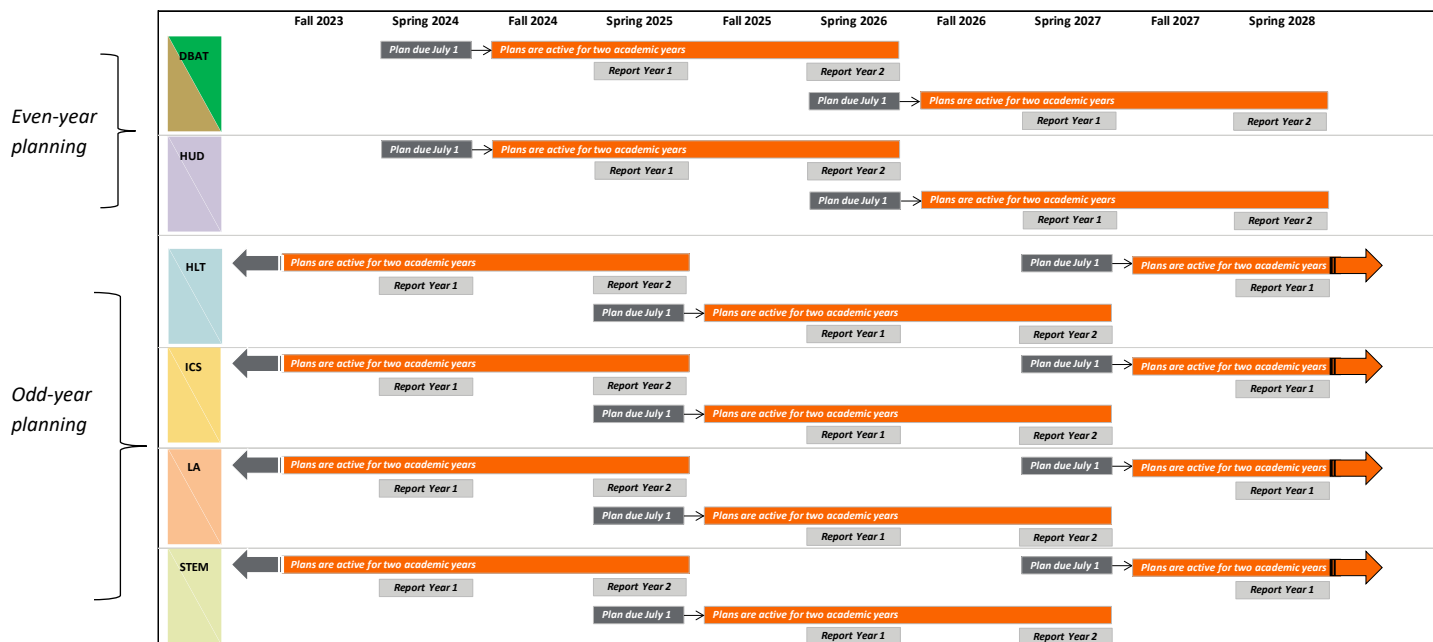 Fall 2023 Spring 2024 Fall 2024 Spring 2025 Fall 2025 Spring 2026 Fall 2026 Spring 2027 Fall 2027 Spring 2028
Even-year
planning
DBAT
Plan due July 1 Plans are active for two academic years
Report Year 1 Report Year 2
Plan due July 1 Plans are active for two academic years
Report Year 1 Report Year 2
HUD
Plan due July 1 Plans are active for two academic years
Report Year 1 Report Year 2
Plan due July 1 Plans are active for two academic years
Report Year 1 Report Year 2
Odd-year
planning
HLT
Plans are active for two academic years Plan due July 1 Plans are active for two academic years
Report Year 1 Report Year 2 Report Year 1
Plan due July 1 Plans are active for two academic years
Report Year 1 Report Year 2
ICS
Plans are active for two academic years Plan due July 1 Plans are active for two academic years
Report Year 1 Report Year 2 Report Year 1
Plan due July 1 Plans are active for two academic years
Report Year 1 Report Year 2
LA
Plans are active for two academic years Plan due July 1 Plans are active for two academic years
Report Year 1 Report Year 2 Report Year 1
Plan due July 1 Plans are active for two academic years
Report Year 1 Report Year 2
STEM
Plans are active for two academic years Plan due July 1 Plans are active for two academic years
Report Year 1 Report Year 2 Report Year 1
Plan due July 1 Plans are active for two academic years
Report Year 1 Report Year 2